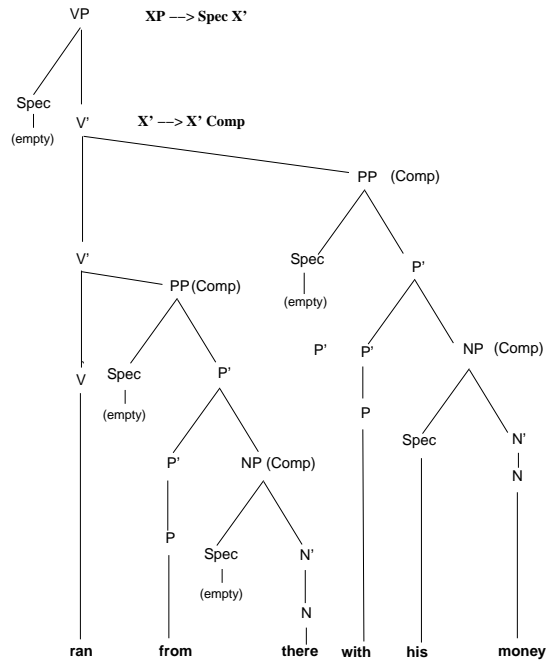 VP XP −−> Spec X’
Spec
(empty) V’ X’ −−> X’ Comp
PP (Comp)
V’ Spec P’
PP (Comp) (empty)
P’ P’ NP (Comp)
V Spec P’
(empty) P
Spec N’
P’ NP (Comp)
N
P Spec N’
(empty)
N
ran from there with his money